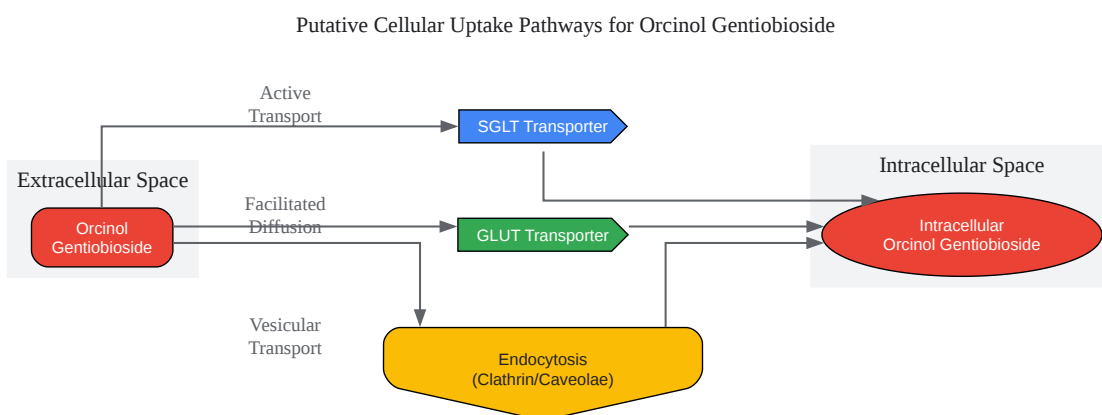 Putative Cellular Uptake Pathways for Orcinol Gentiobioside
Active
Transport
SGLT Transporter
Extracellular Space
Intracellular Space
Orcinol
Gentiobioside
Facilitated
Diffusion
GLUT Transporter
Intracellular
Orcinol Gentiobioside
Vesicular
Transport
Endocytosis
(Clathrin/Caveolae)